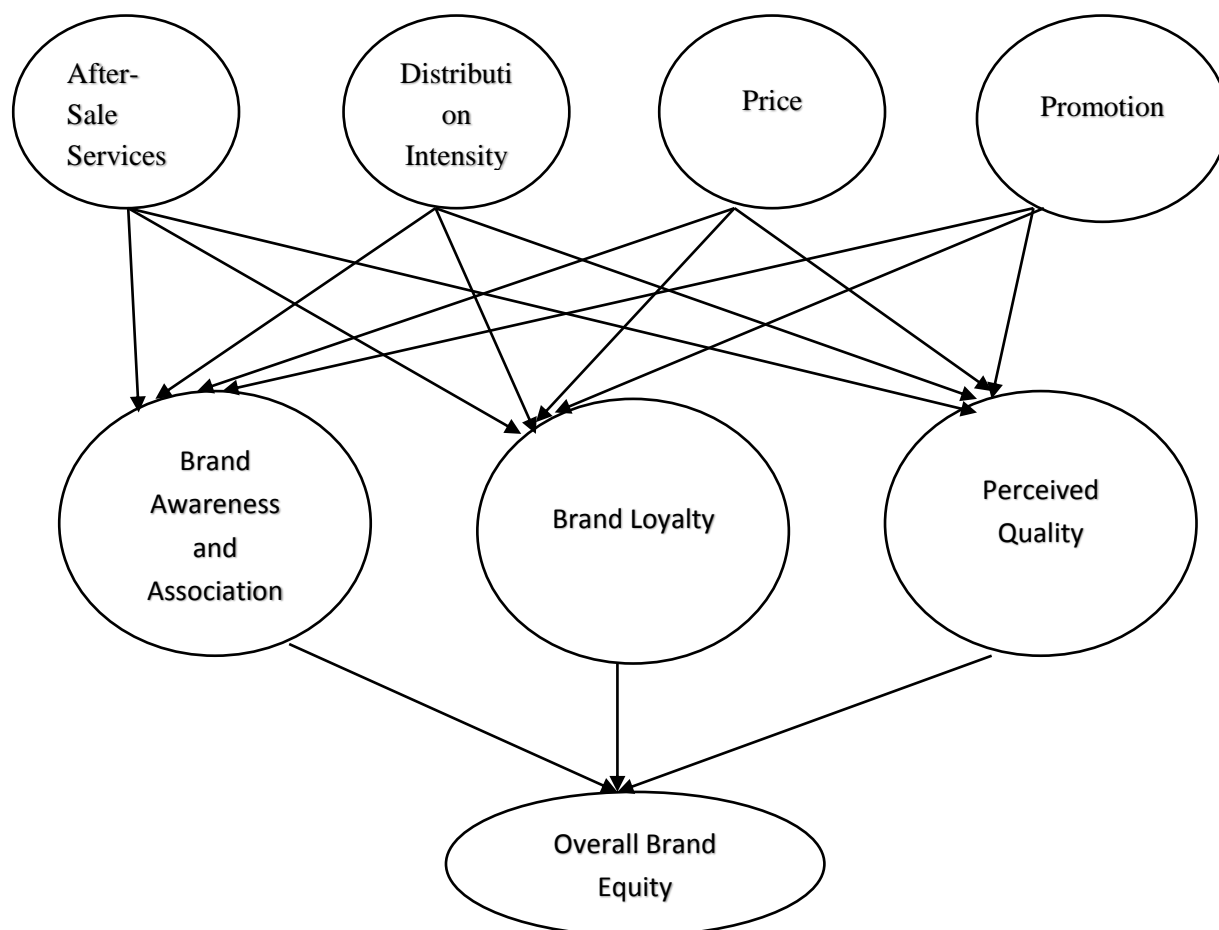 After-
Sale
Services
Distributi
on
Intensity
Price
Promotion
Brand
Awareness
and
Association
Brand Loyalty
Perceived
Quality
Overall Brand
Equity